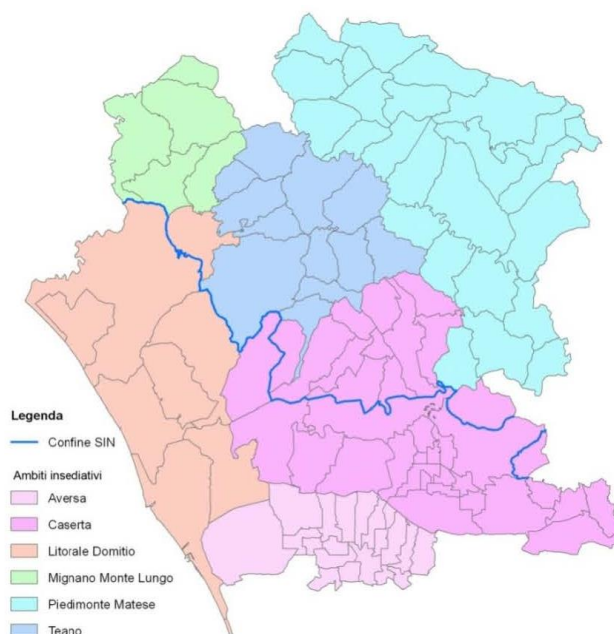 Legenda
Confine SIN
Ambiti insediativi
Aversa
Caserta
Litorale Domitio
Mignano Monte Lungo
Piedimonte Matese
Teano